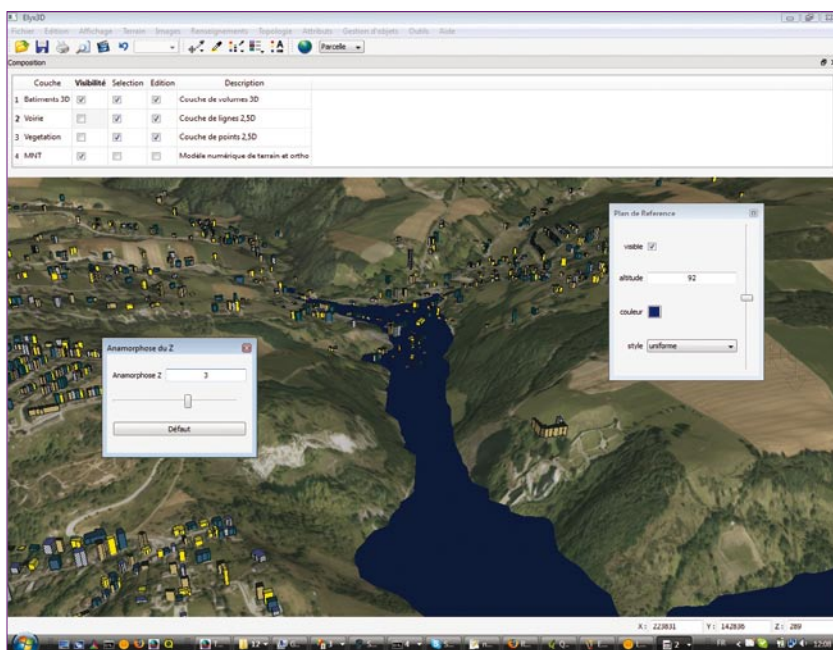 Elyx3D
Fichier Edition Affichage Terrain Images Renseignements Topologie Attributs Gestion d'objets Outils Aide
Parcelle
Composition
Couche Visibilité Selection Edition Description
1 Batiments 3D Couche de volumes 3D
2 Voirie Couche de lignes 2,5D
3 Vegetation Couche de points 2,5D
4 MNT Modèle numérique de terrain et ortho
Plan de Reference
visible
altitude 92
couleur
style uniforme
Anamorphose du Z
Anamorphose Z 3
Défaut
X : 223831 Y : 142836 Z : 289
FR 12:08